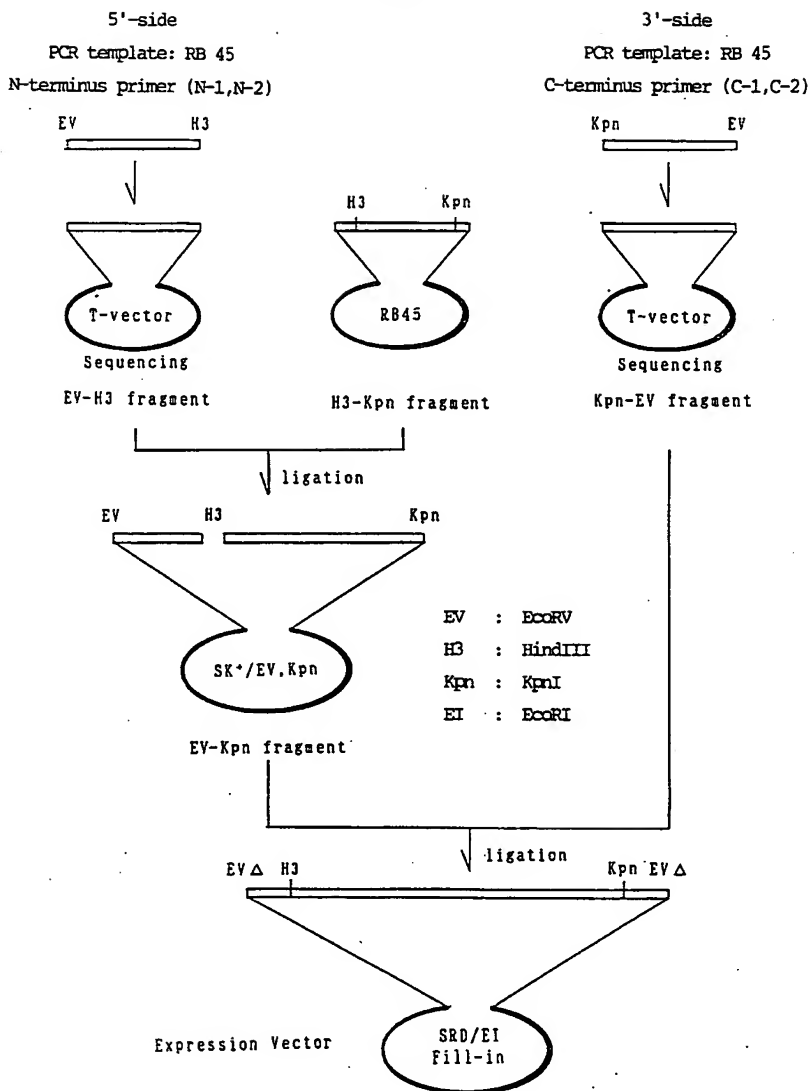 5'-side
PCR template: RB 45
N-terminus primer (N-1,N-2)
3'-side
PCR template: RB 45
C-terminus primer (C-1,C-2)
EV H3
Kpn EV
H3 Kpn
T-vector
RB45
T-vector
Sequencing
Sequencing
EV-H3 fragment
H3-Kpn fragment
Kpn-EV fragment
ligation
EV H3 Kpn
SK⁺/EV,Kpn
EV-Kpn fragment
EV : EcoRV
H3 : HindIII
Kpn : KpnI
EI : EcoRI
ligation
EV△ H3 Kpn EV△
Expression Vector
SRD/EI
Fill-in